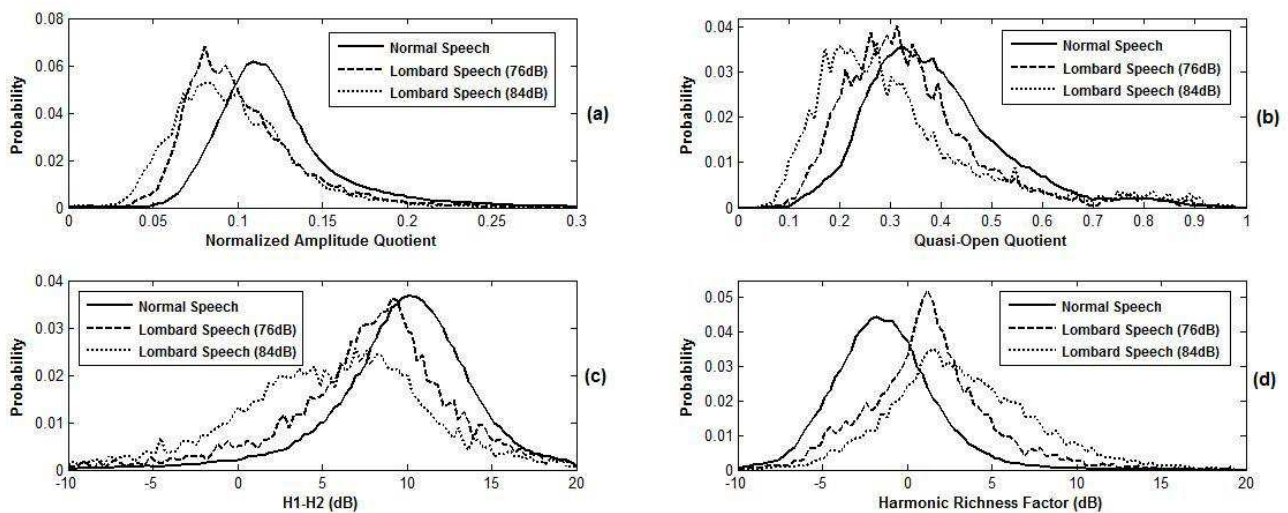 0.08
0.06
0.04
0.02
0
Probability
Normal Speech
Lombard Speech (76dB)
Lombard Speech (84dB)
(a)
0 0.05 0.1 0.15 0.2 0.25 0.3
Normalized Amplitude Quotient
0.04
0.03
0.02
0.01
0
Probability
Normal Speech
Lombard Speech (76dB)
Lombard Speech (84dB)
(b)
0 0.1 0.2 0.3 0.4 0.5 0.6 0.7 0.8 0.9 1
Quasi-Open Quotient
0.04
0.03
0.02
0.01
0
Probability
Normal Speech
Lombard Speech (76dB)
Lombard Speech (84dB)
(c)
-10 -5 0 5 10 15 20
H1-H2 (dB)
0.05
0.04
0.03
0.02
0.01
0
Probability
Normal Speech
Lombard Speech (76dB)
Lombard Speech (84dB)
(d)
-10 -5 0 5 10 15 20
Harmonic Richness Factor (dB)